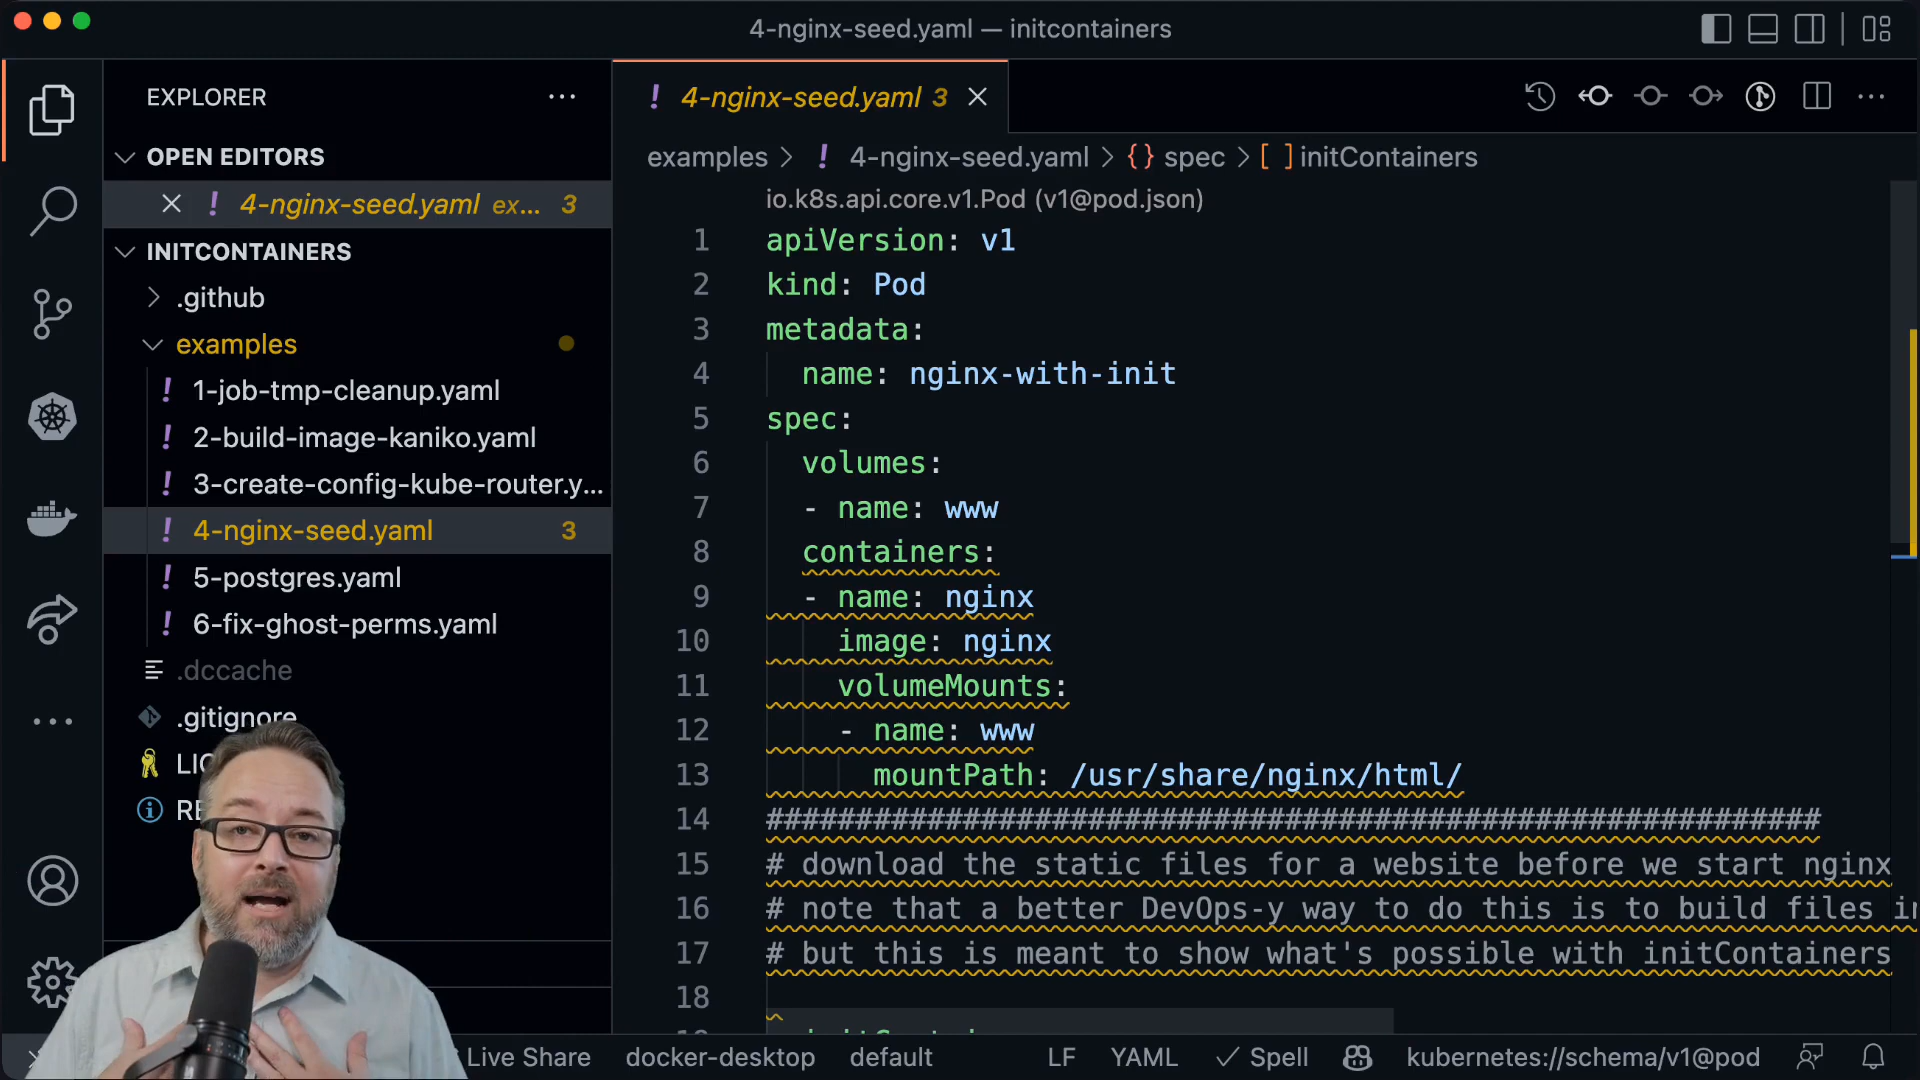 4-nginx-seed.yaml — initcontainers
EXPLORER
OPEN EDITORS
4-nginx-seed.yaml ex... 3
INITCONTAINERS
.github
examples
! 1-job-tmp-cleanup.yaml
! 2-build-image-kaniko.yaml
! 3-create-config-kube-router.y...
! 4-nginx-seed.yaml 3
! 5-postgres.yaml
! 6-fix-ghost-perms.yaml
.dccache
.gitignore
! 4-nginx-seed.yaml 3
examples > ! 4-nginx-seed.yaml > {} spec > [ ] initContainers
io.k8s.api.core.v1.Pod (v1@pod.json)
1 apiVersion: v1
2 kind: Pod
3 metadata:
4 name: nginx-with-init
5 spec:
6 volumes:
7 - name: www
8 containers:
9 - name: nginx
10 image: nginx
11 volumeMounts:
12 - name: www
13 mountPath: /usr/share/nginx/html/
14 ###########################################################
15 # download the static files for a website before we start nginx
16 # note that a better DevOps-y way to do this is to build files in
17 # but this is meant to show what's possible with initContainers
18
Live Share docker-desktop default LF YAML Spell kubernetes://schema/v1@pod